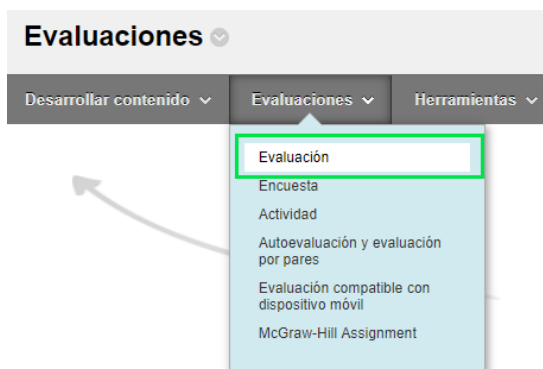 Evaluaciones
Desarrollar contenido
Evaluaciones
Herramientas
Evaluación
Encuesta
Actividad
Autoevaluación y evaluación
por pares
Evaluación compatible con
dispositivo móvil
McGraw-Hill Assignment